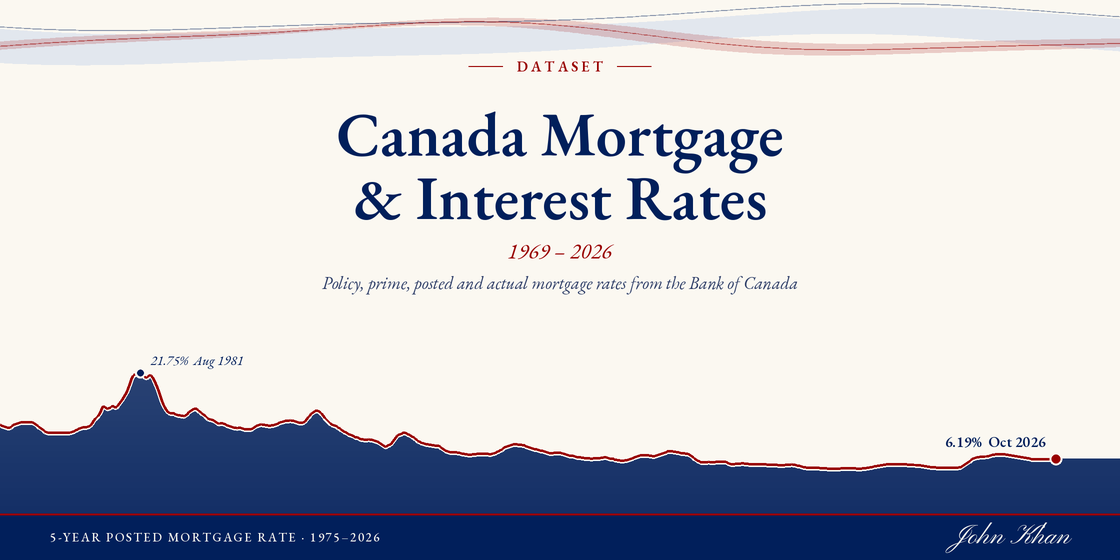 DATASET
Canada Mortgage
& Interest Rates
1969 – 2026
Policy, prime, posted and actual mortgage rates from the Bank of Canada
21.75% Aug 1981
6.19% Oct 2026
5-YEAR POSTED MORTGAGE RATE · 1975–2026
John Khan